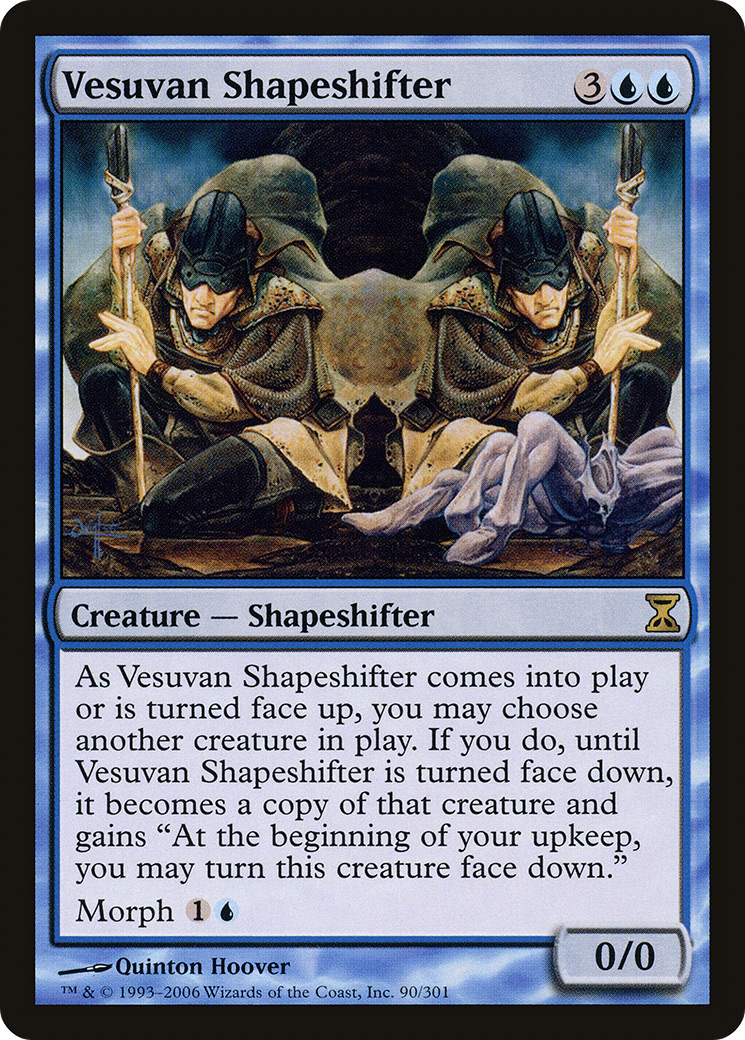 Vesuvan Shapeshifter 3
Creature — Shapeshifter
As Vesuvan Shapeshifter comes into play
or is turned face up, you may choose
another creature in play. If you do, until
Vesuvan Shapeshifter is turned face down,
it becomes a copy of that creature and
gains “At the beginning of your upkeep,
you may turn this creature face down.”
Morph 1
0/0
Quinton Hoover
™ & © 1993–2006 Wizards of the Coast, Inc. 90/301